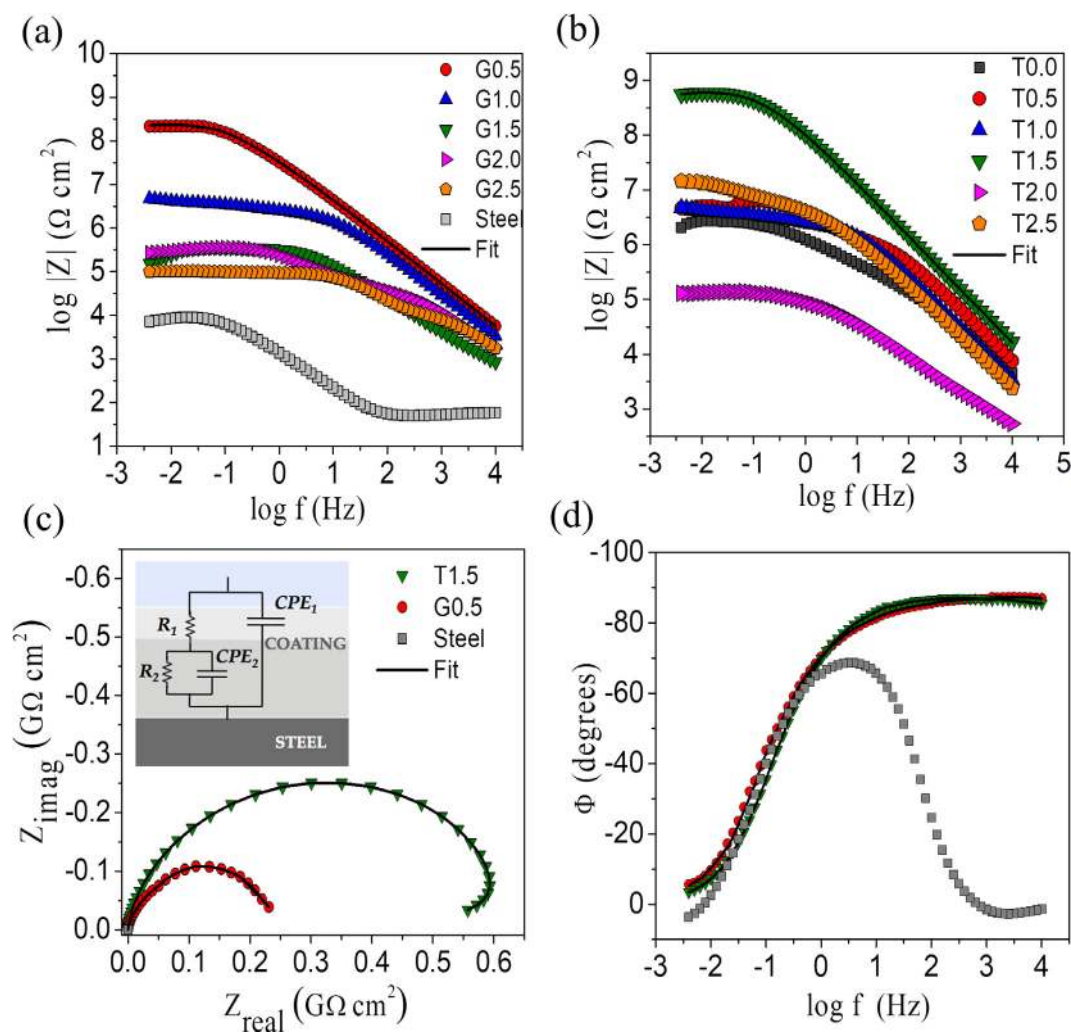 (a)
log |Z| (Ω cm²)
10
9
8
7
6
5
4
3
2
1
-3 -2 -1 0 1 2 3 4 5
log f (Hz)
G0.5
G1.0
G1.5
G2.0
G2.5
Steel
Fit
(b)
log |Z| (Ω cm²)
9
8
7
6
5
4
3
-3 -2 -1 0 1 2 3 4 5
log f (Hz)
T0.0
T0.5
T1.0
T1.5
T2.0
T2.5
Fit
(c)
Z_imag (GΩ cm²)
-0.6
-0.5
-0.4
-0.3
-0.2
-0.1
0.0
0.0 0.1 0.2 0.3 0.4 0.5 0.6
Z_real (GΩ cm²)
CPE₁
R₁
COATING
CPE₂
R₂
STEEL
T1.5
G0.5
Steel
Fit
(d)
Φ (degrees)
-100
-80
-60
-40
-20
0
-3 -2 -1 0 1 2 3 4 5
log f (Hz)